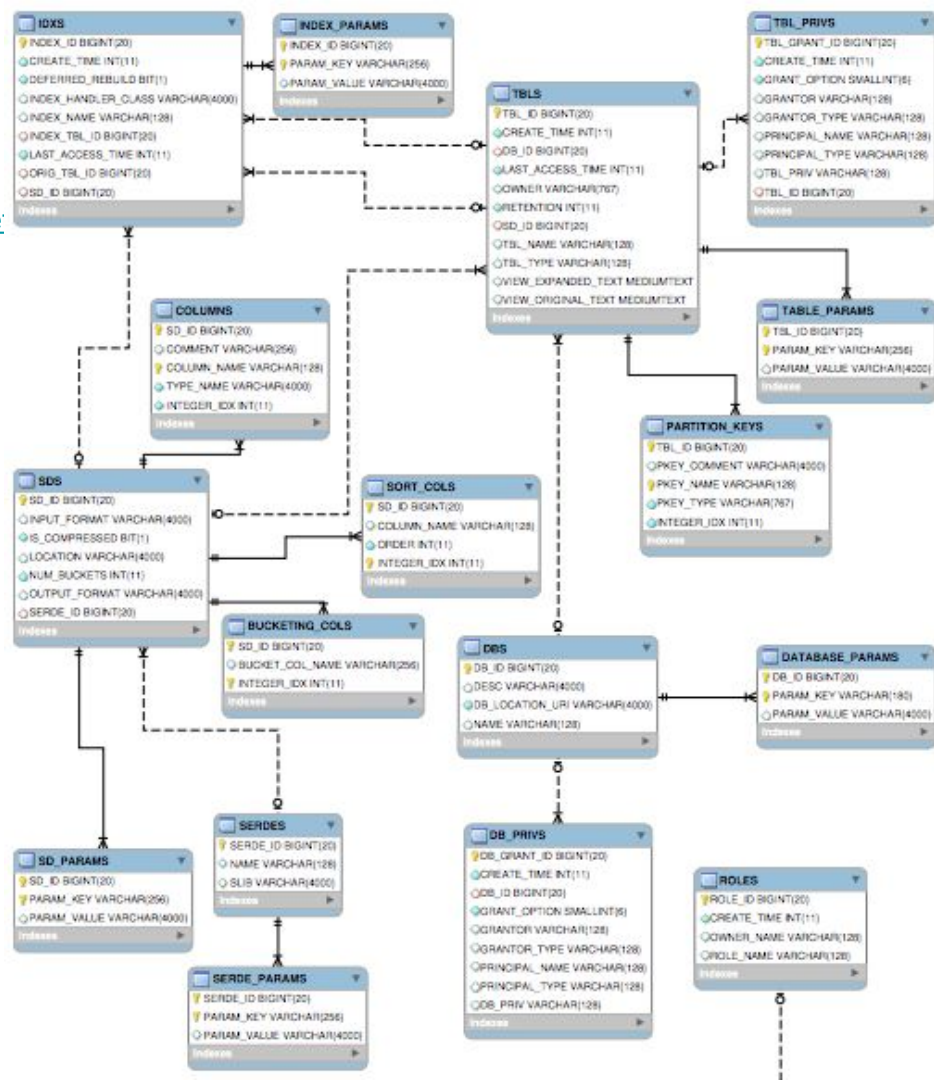 IDXS
INDEX_ID BIGINT(20)
CREATE_TIME INT(11)
DEFERRED_REBUILD BIT(1)
INDEX_HANDLER_CLASS VARCHAR(4000)
INDEX_NAME VARCHAR(128)
INDEX_TBL_ID BIGINT(20)
LAST_ACCESS_TIME INT(11)
ORIG_TBL_ID BIGINT(20)
SD_ID BIGINT(20)
Indexes
INDEX_PARAMS
INDEX_ID BIGINT(20)
PARAM_KEY VARCHAR(256)
PARAM_VALUE VARCHAR(4000)
Indexes
TBLS
TBL_ID BIGINT(20)
CREATE_TIME INT(11)
DB_ID BIGINT(20)
LAST_ACCESS_TIME INT(11)
OWNER VARCHAR(767)
RETENTION INT(11)
SD_ID BIGINT(20)
TBL_NAME VARCHAR(128)
TBL_TYPE VARCHAR(128)
VIEW_EXPANDED_TEXT MEDIUMTEXT
VIEW_ORIGINAL_TEXT MEDIUMTEXT
Indexes
TBL_PRIVS
TBL_GRANT_ID BIGINT(20)
CREATE_TIME INT(11)
GRANT_OPTION SMALLINT(6)
GRANTOR VARCHAR(128)
GRANTOR_TYPE VARCHAR(128)
PRINCIPAL_NAME VARCHAR(128)
PRINCIPAL_TYPE VARCHAR(128)
TBL_PRIV VARCHAR(128)
TBL_ID BIGINT(20)
Indexes
COLUMNS
SD_ID BIGINT(20)
COMMENT VARCHAR(256)
COLUMN_NAME VARCHAR(128)
TYPE_NAME VARCHAR(4000)
INTEGER_IDX INT(11)
Indexes
TABLE_PARAMS
TBL_ID BIGINT(20)
PARAM_KEY VARCHAR(256)
PARAM_VALUE VARCHAR(4000)
Indexes
PARTITION_KEYS
TBL_ID BIGINT(20)
PKEY_COMMENT VARCHAR(4000)
PKEY_NAME VARCHAR(128)
PKEY_TYPE VARCHAR(767)
INTEGER_IDX INT(11)
Indexes
SDS
SD_ID BIGINT(20)
INPUT_FORMAT VARCHAR(4000)
IS_COMPRESSED BIT(1)
LOCATION VARCHAR(4000)
NUM_BUCKETS INT(11)
OUTPUT_FORMAT VARCHAR(4000)
SERDE_ID BIGINT(20)
Indexes
SORT_COLS
SD_ID BIGINT(20)
COLUMN_NAME VARCHAR(128)
ORDER INT(11)
INTEGER_IDX INT(11)
Indexes
BUCKETING_COLS
SD_ID BIGINT(20)
BUCKET_COL_NAME VARCHAR(256)
INTEGER_IDX INT(11)
Indexes
DBS
DB_ID BIGINT(20)
DESC VARCHAR(4000)
DB_LOCATION_URI VARCHAR(4000)
NAME VARCHAR(128)
Indexes
DATABASE_PARAMS
DB_ID BIGINT(20)
PARAM_KEY VARCHAR(180)
PARAM_VALUE VARCHAR(4000)
Indexes
SD_PARAMS
SD_ID BIGINT(20)
PARAM_KEY VARCHAR(256)
PARAM_VALUE VARCHAR(4000)
Indexes
SERDES
SERDE_ID BIGINT(20)
NAME VARCHAR(128)
SLIB VARCHAR(4000)
Indexes
SERDE_PARAMS
SERDE_ID BIGINT(20)
PARAM_KEY VARCHAR(256)
PARAM_VALUE VARCHAR(4000)
Indexes
DB_PRIVS
DB_GRANT_ID BIGINT(20)
CREATE_TIME INT(11)
DB_ID BIGINT(20)
GRANT_OPTION SMALLINT(6)
GRANTOR VARCHAR(128)
GRANTOR_TYPE VARCHAR(128)
PRINCIPAL_NAME VARCHAR(128)
PRINCIPAL_TYPE VARCHAR(128)
DB_PRIV VARCHAR(128)
Indexes
ROLES
ROLE_ID BIGINT(20)
CREATE_TIME INT(11)
OWNER_NAME VARCHAR(128)
ROLE_NAME VARCHAR(128)
Indexes